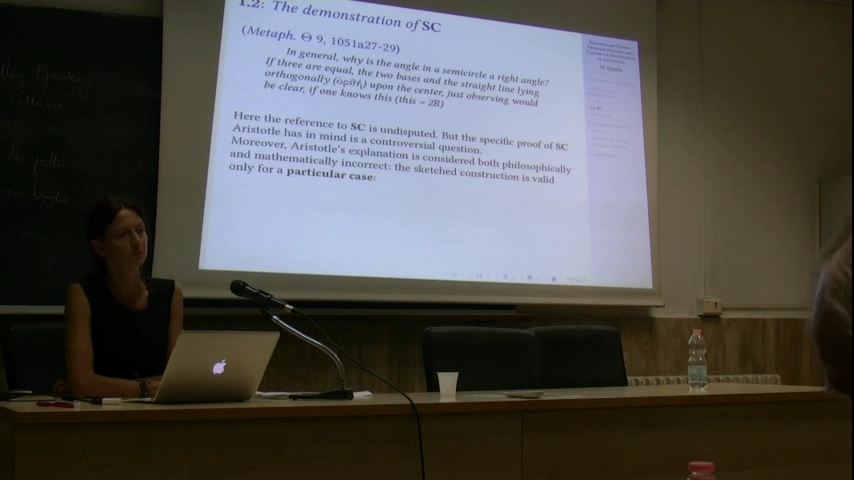 1.2: The demonstration of SC
(Metaph. Θ 9, 1051a27-29)
In general, why is the angle in a semicircle a right angle?
If three are equal, the two bases and the straight line lying
orthogonally (ὀρθή) upon the center, just observing would
be clear, if one knows this (this = 2R)
Here the reference to SC is undisputed. But the specific proof of SC
Aristotle has in mind is a controversial question.
Moreover, Aristotle's explanation is considered both philosophically
and mathematically incorrect: the sketched construction is valid
only for a particular case: